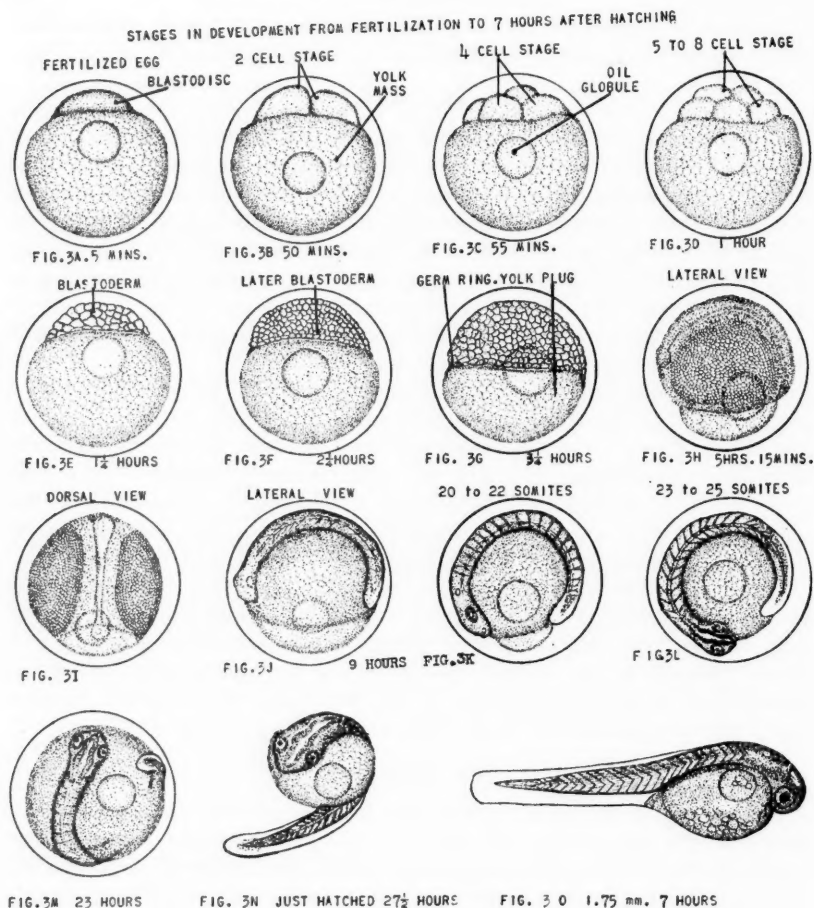 STAGES IN DEVELOPMENT FROM FERTILIZATION TO 7 HOURS AFTER HATCHING
FERTILIZED EGG
BLASTODISC
2 CELL STAGE
YOLK
MASS
4 CELL STAGE
OIL
GLOBULE
5 TO 8 CELL STAGE
FIG.3A.5 MINS.
FIG.3B 50 MINS.
FIG.3C 55 MINS.
FIG.3D 1 HOUR
BLASTODERM
LATER BLASTODERM
GERM RING.YOLK PLUG
LATERAL VIEW
FIG.3E 1¼ HOURS
FIG.3F 2¼ HOURS
FIG. 3G 3¼ HOURS
FIG. 3H 5HRS.15MINS.
DORSAL VIEW
LATERAL VIEW
20 to 22 SOMITES
23 to 25 SOMITES
FIG. 3I
FIG.3J
9 HOURS
FIG.3K
FIG.3L
FIG.3M 23 HOURS
FIG. 3N JUST HATCHED 27½ HOURS
FIG. 3 O 1.75 mm. 7 HOURS